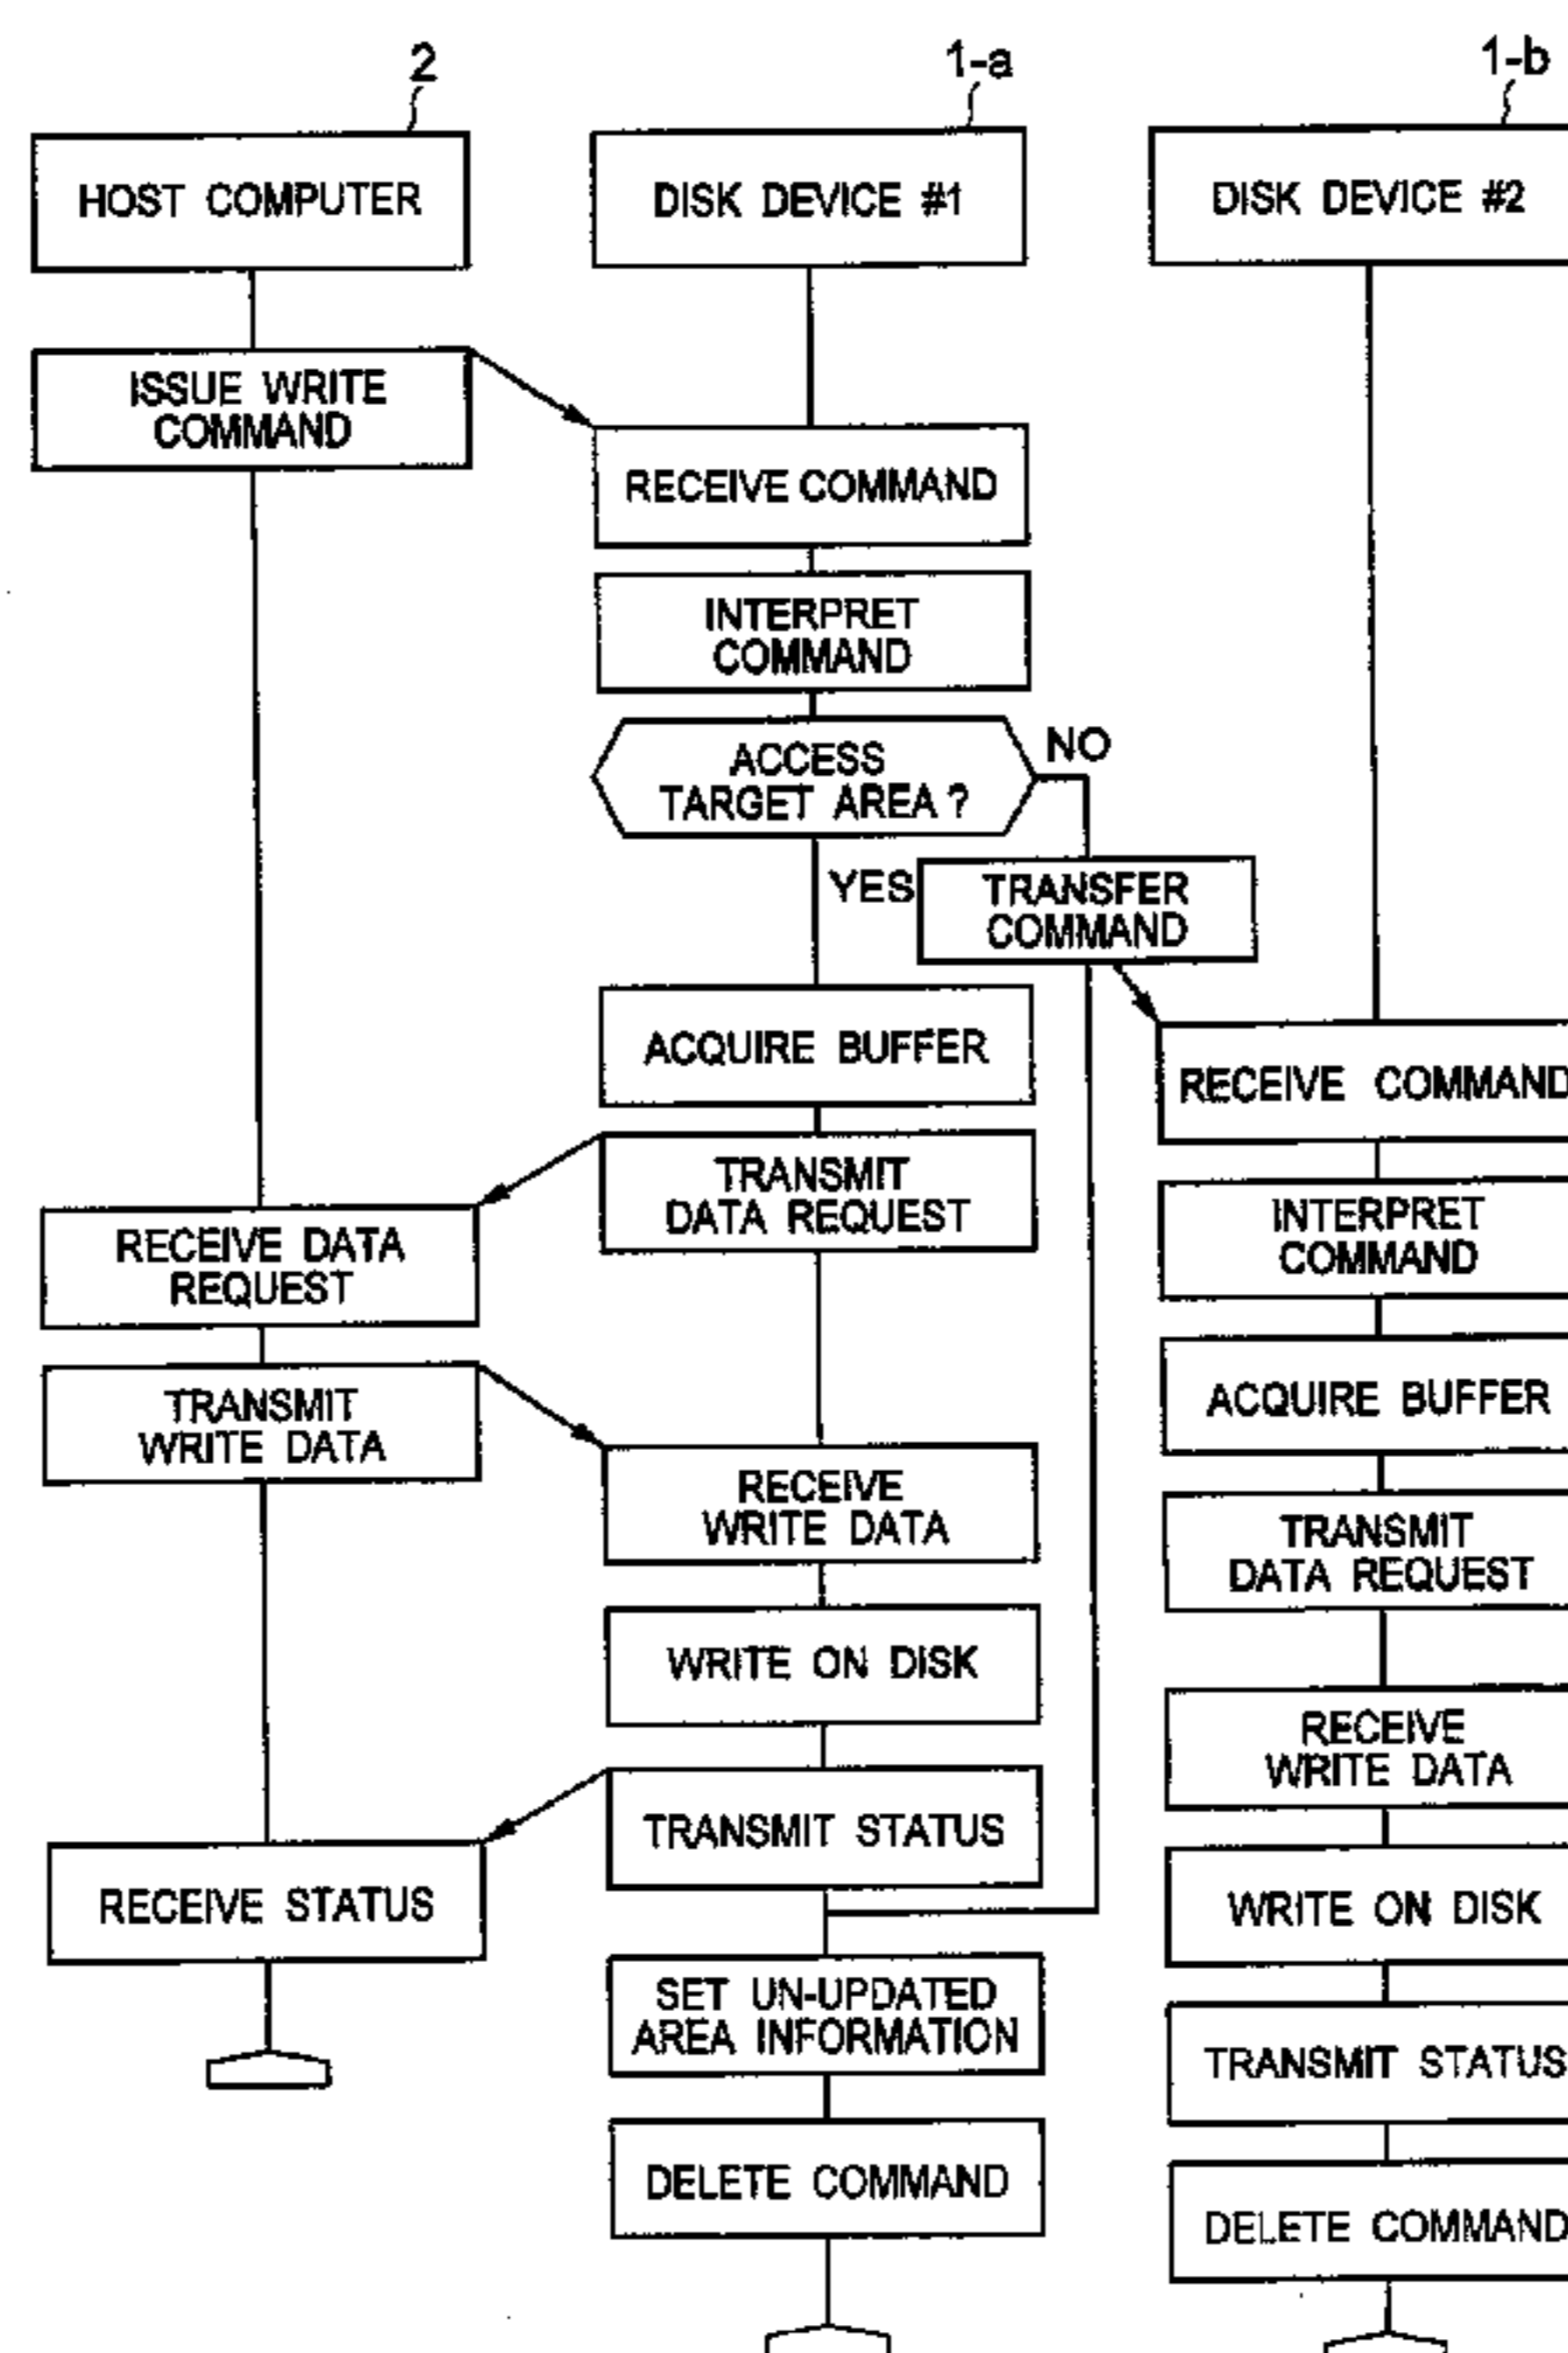 2
1-a
1-b
HOST COMPUTER
DISK DEVICE #1
DISK DEVICE #2
ISSUE WRITE
COMMAND
RECEIVE COMMAND
INTERPRET
COMMAND
ACCESS
TARGET AREA ?
NO
YES
TRANSFER
COMMAND
ACQUIRE BUFFER
RECEIVE COMMAND
TRANSMIT
DATA REQUEST
RECEIVE DATA
REQUEST
INTERPRET
COMMAND
TRANSMIT
WRITE DATA
ACQUIRE BUFFER
RECEIVE
WRITE DATA
TRANSMIT
DATA REQUEST
WRITE ON DISK
RECEIVE
WRITE DATA
TRANSMIT STATUS
RECEIVE STATUS
WRITE ON DISK
SET UN-UPDATED
AREA INFORMATION
TRANSMIT STATUS
DELETE COMMAND
DELETE COMMAND